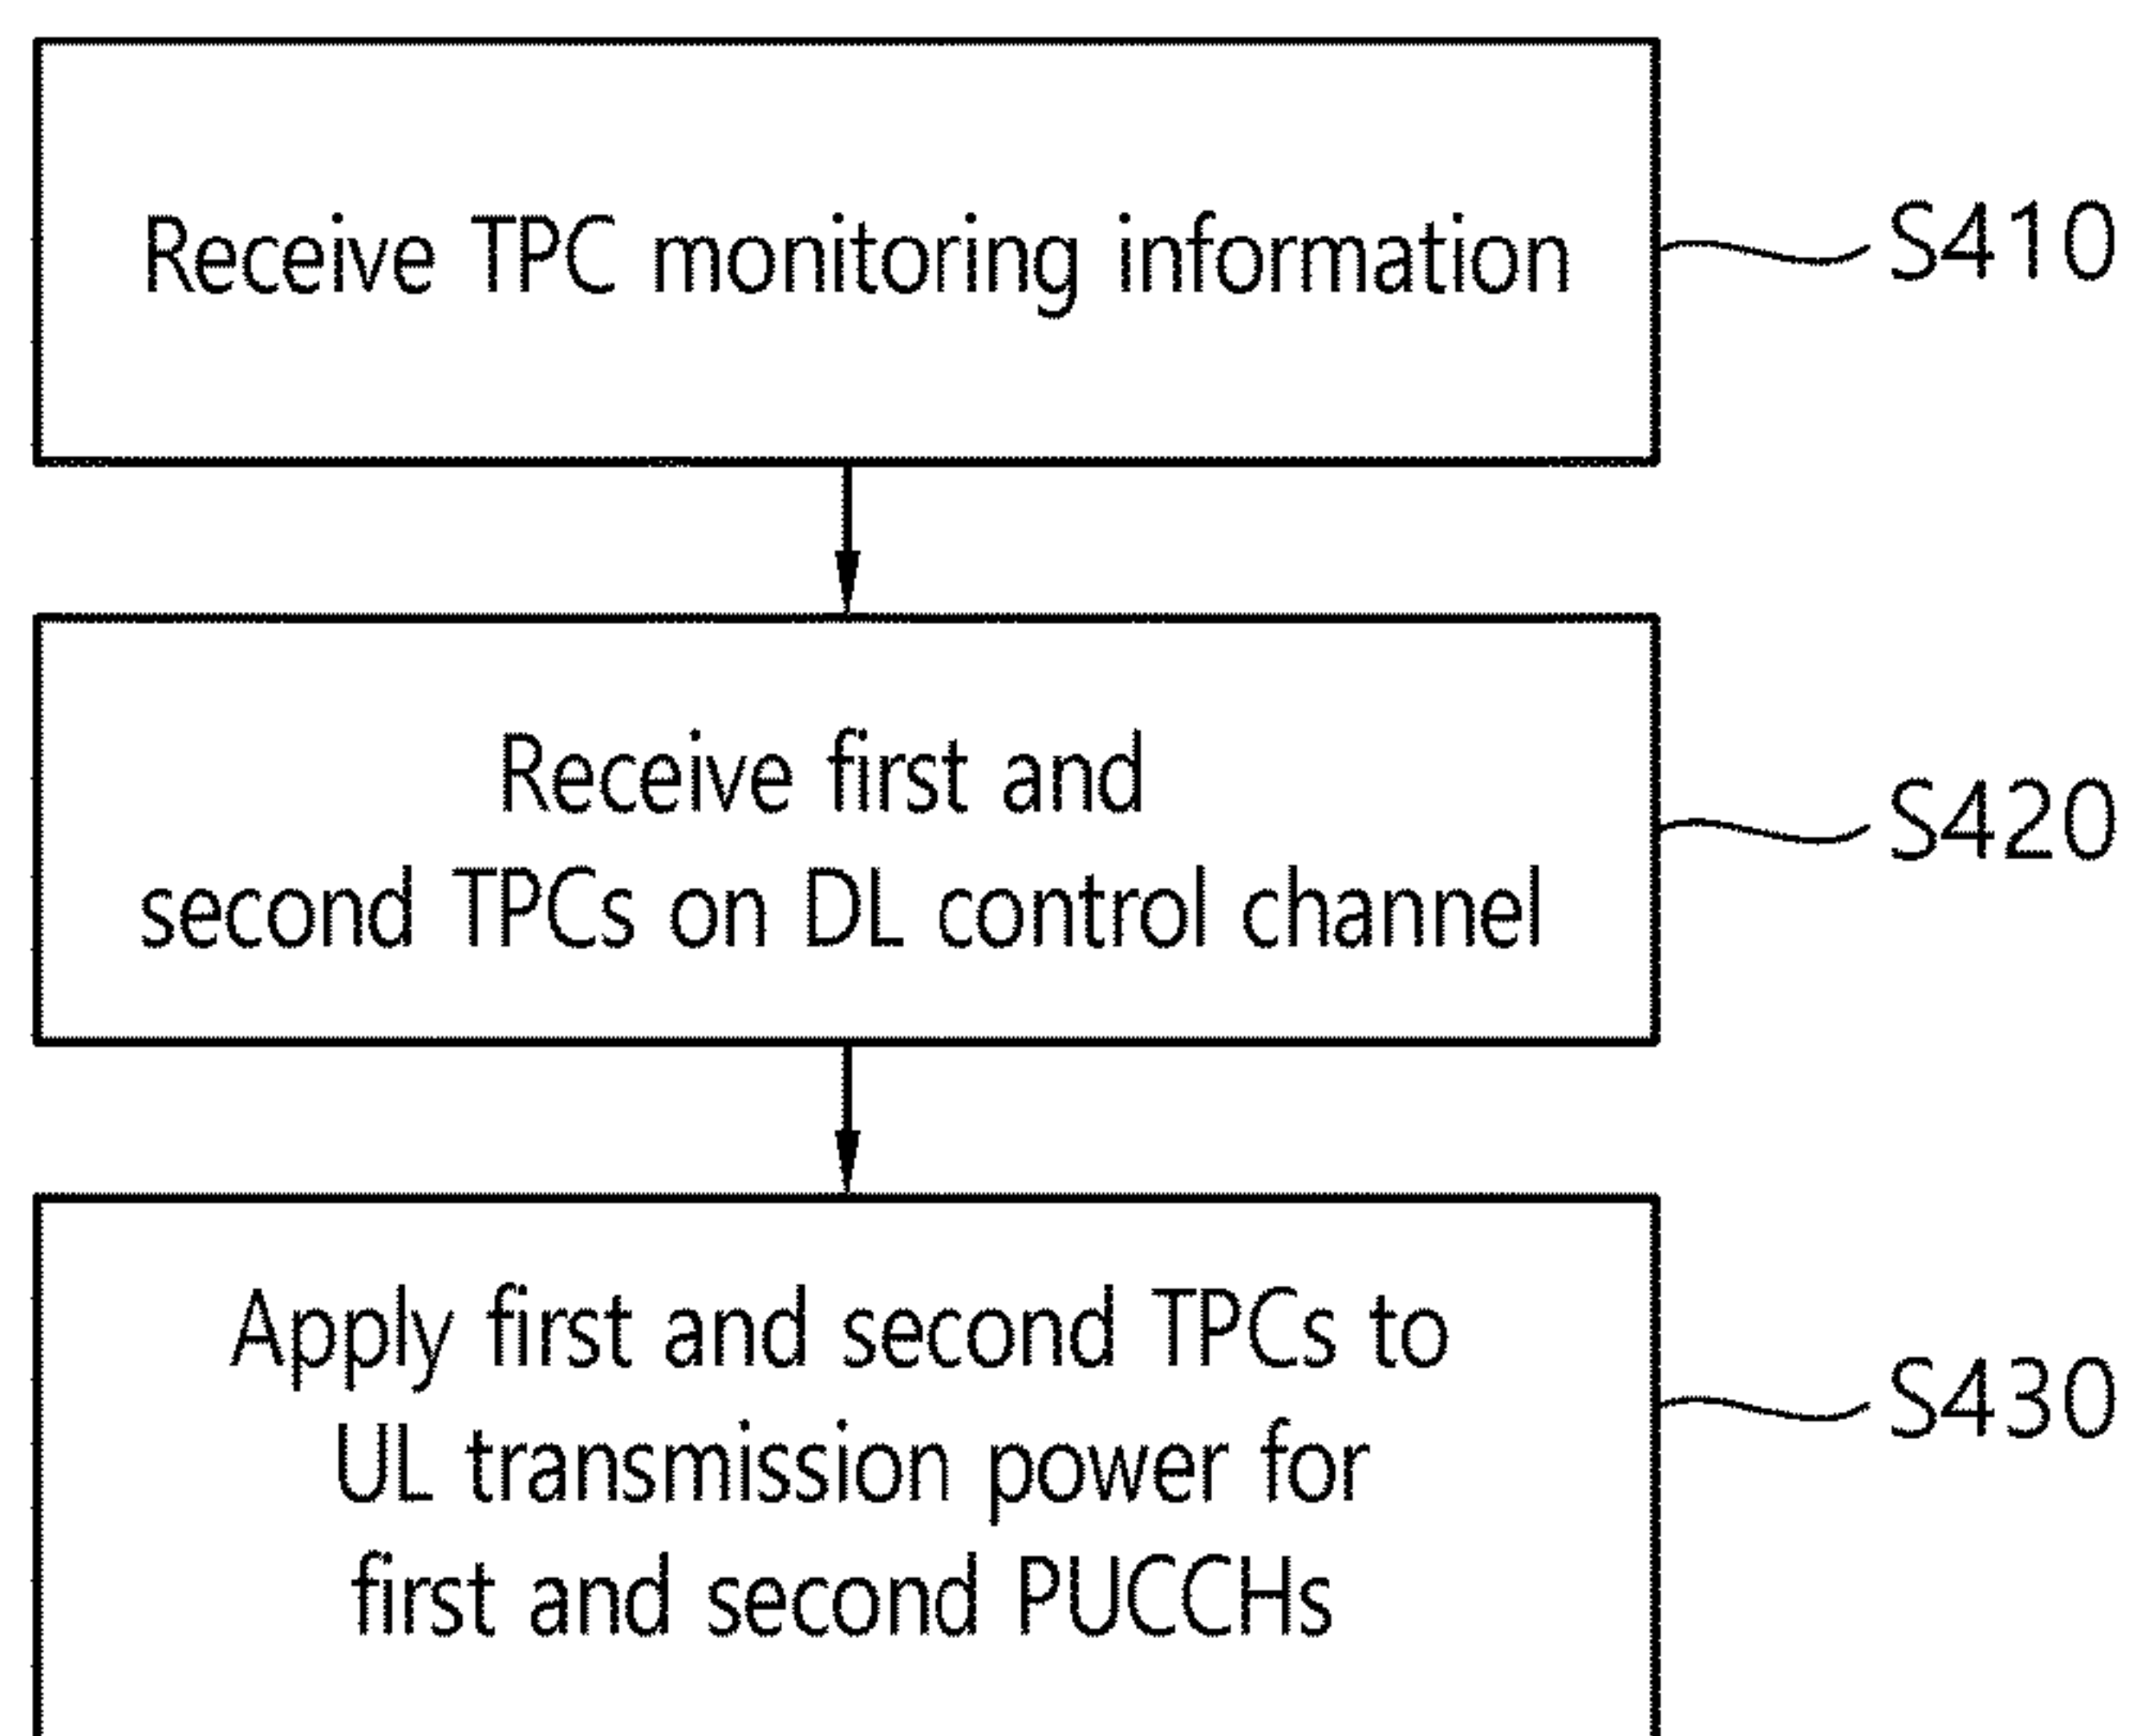 Receive TPC monitoring information
S410
Receive first and
second TPCs on DL control channel
S420
Apply first and second TPCs to
UL transmission power for
first and second PUCCHs
S430